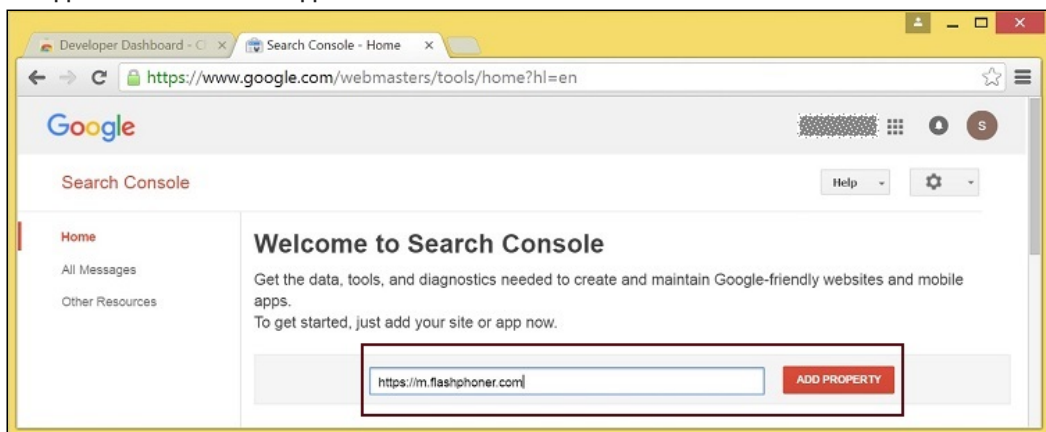 Developer Dashboard - C
Search Console - Home
https://www.google.com/webmasters/tools/home?hl=en
Google
S
Search Console
Help
Home
All Messages
Other Resources
Welcome to Search Console
Get the data, tools, and diagnostics needed to create and maintain Google-friendly websites and mobile
apps.
To get started, just add your site or app now.
https://m.flashphoner.com
ADD PROPERTY